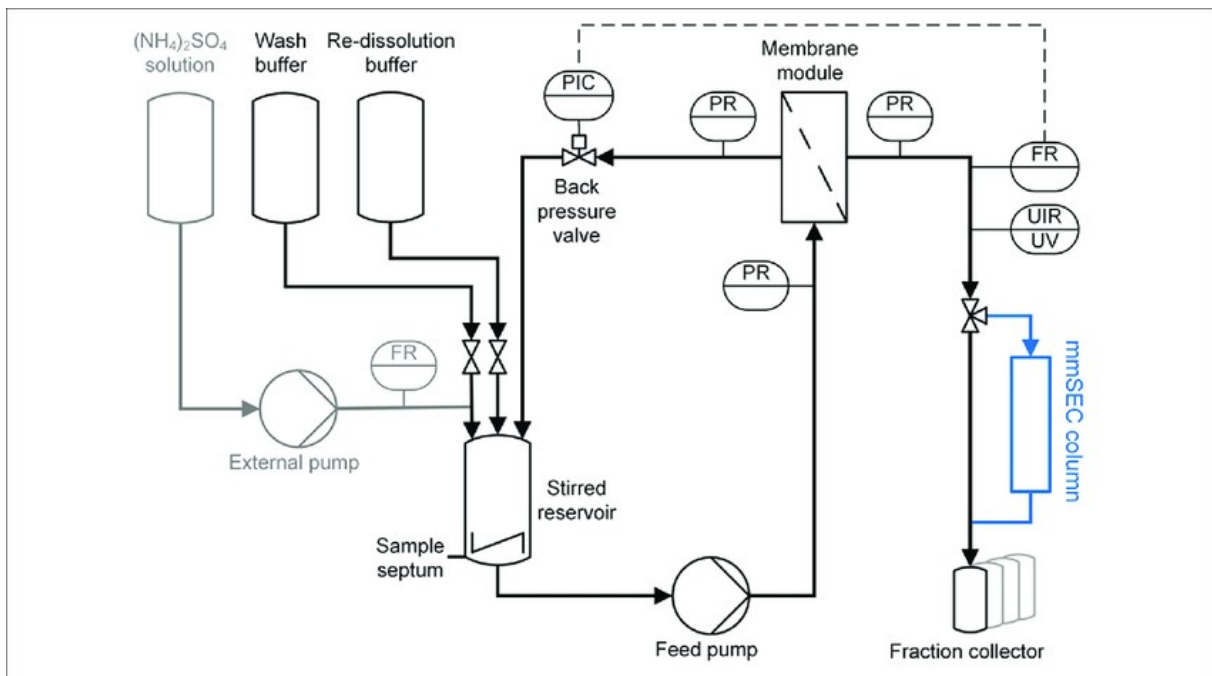 (NH₄)₂SO₄
solution
Wash
buffer
Re-dissolution
buffer
PIC
Back
pressure
valve
PR
Membrane
module
PR
FR
UIR
UV
PR
FR
External pump
Stirred
reservoir
Sample
septum
Feed pump
mmSEC column
Fraction collector